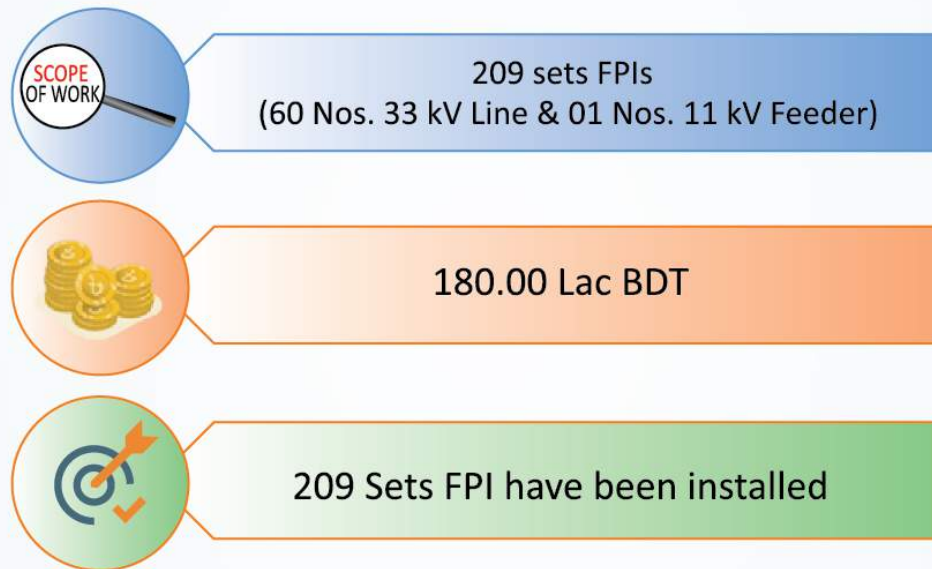 SCOPE
OF WORK
209 sets FPIs
(60 Nos. 33 kV Line & 01 Nos. 11 kV Feeder)
180.00 Lac BDT
209 Sets FPI have been installed